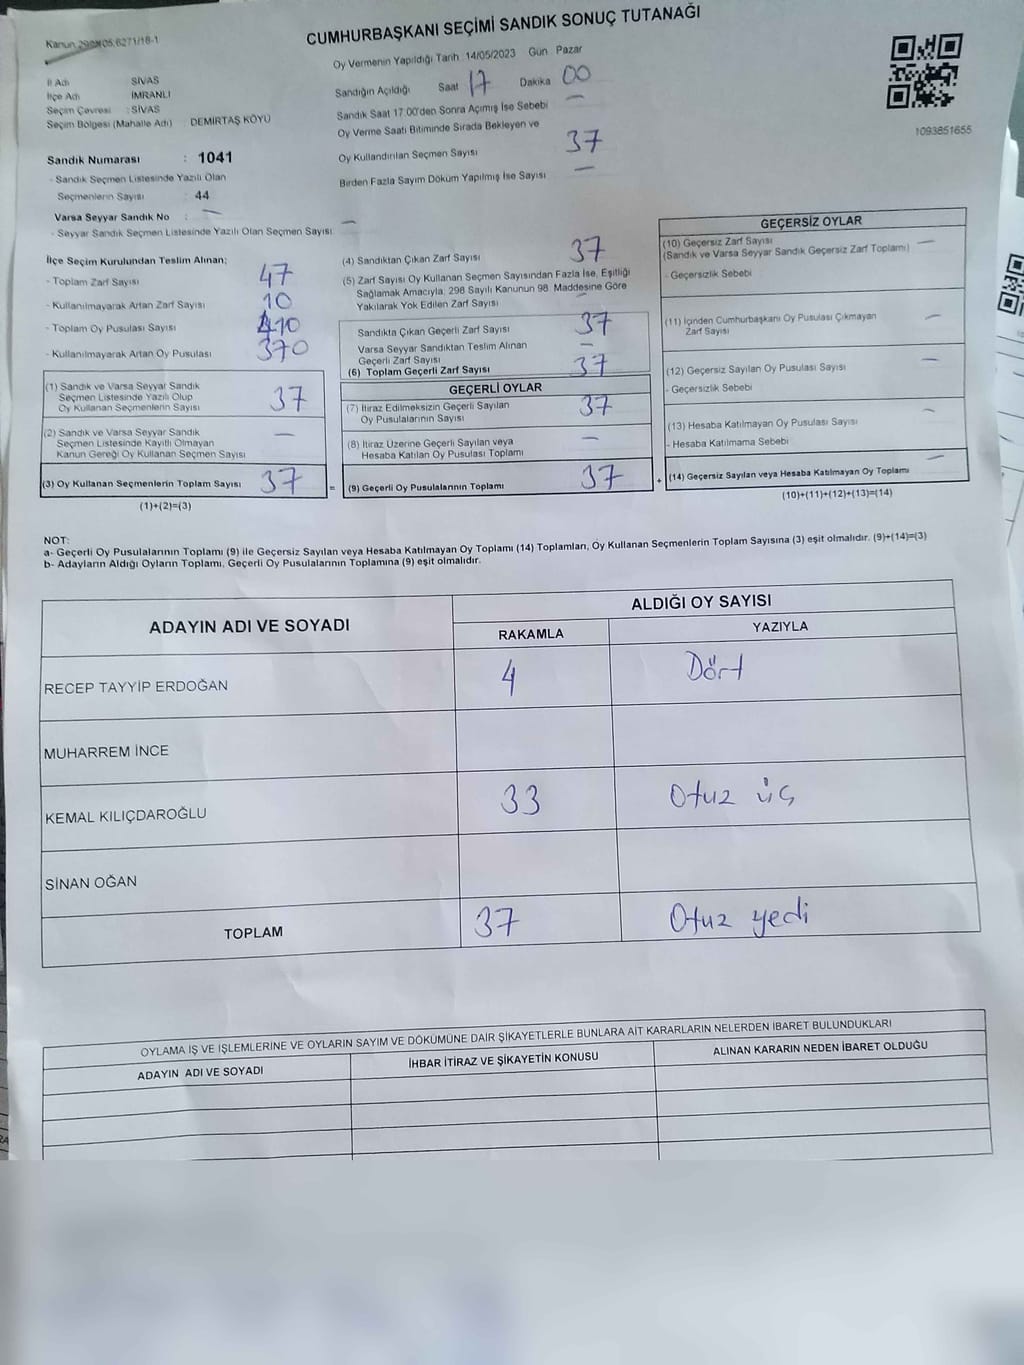 CUMHURBAŞKANI SEÇİMİ SANDIK SONUÇ TUTANAĞI
Oy Vermenin Yapıldığı Tarih 14/05/2023 Gün Pazar
İl Adı : SİVAS
İlçe Adı : İMRANLI
Seçim Çevresi : SİVAS
Seçim Bölgesi (Mahalle Adı) : DEMİRTAŞ KÖYÜ
Sandığın Açıldığı Saat 17 Dakika 00
Sandık Saat 17.00'den Sonra Açımış İse Sebebi —
Oy Verme Saati Bitiminde Sırada Bekleyen ve
Oy Kullandırılan Seçmen Sayısı 37
Birden Fazla Sayım Döküm Yapılmış İse Sayısı —
1093851655
Sandık Numarası : 1041
- Sandık Seçmen Listesinde Yazılı Olan
Seçmenlerin Sayısı : 44
Varsa Seyyar Sandık No : —
- Seyyar Sandık Seçmen Listesinde Yazılı Olan Seçmen Sayısı —
İlçe Seçim Kurulundan Teslim Alınan;
- Toplam Zarf Sayısı 47
- Kullanılmayarak Artan Zarf Sayısı 10
- Toplam Oy Pusulası Sayısı 410
- Kullanılmayarak Artan Oy Pusulası 370
(1) Sandık ve Varsa Seyyar Sandık
Seçmen Listesinde Yazılı Olup
Oy Kullanan Seçmenlerin Sayısı 37
(2) Sandık ve Varsa Seyyar Sandık
Seçmen Listesinde Kayıtlı Olmayan
Kanun Gereği Oy Kullanan Seçmen Sayısı —
(3) Oy Kullanan Seçmenlerin Toplam Sayısı 37 =
(1)+(2)=(3)
(4) Sandıktan Çıkan Zarf Sayısı 37
(5) Zarf Sayısı Oy Kullanan Seçmen Sayısından Fazla İse, Eşitliği
Sağlamak Amacıyla; 298 Sayılı Kanunun 98. Maddesine Göre
Yakılarak Yok Edilen Zarf Sayısı —
Sandıkta Çıkan Geçerli Zarf Sayısı 37
Varsa Seyyar Sandıktan Teslim Alınan
Geçerli Zarf Sayısı —
(6) Toplam Geçerli Zarf Sayısı 37
GEÇERLİ OYLAR
(7) İtiraz Edilmeksizin Geçerli Sayılan
Oy Pusulalarının Sayısı 37
(8) İtiraz Üzerine Geçerli Sayılan veya
Hesaba Katılan Oy Pusulası Toplamı —
(9) Geçerli Oy Pusulalarının Toplamı 37 +
GEÇERSİZ OYLAR
(10) Geçersiz Zarf Sayısı —
(Sandık ve Varsa Seyyar Sandık Geçersiz Zarf Toplamı)
- Geçersizlik Sebebi
(11) İçinden Cumhurbaşkanı Oy Pusulası Çıkmayan
Zarf Sayısı —
(12) Geçersiz Sayılan Oy Pusulası Sayısı —
- Geçersizlik Sebebi
(13) Hesaba Katılmayan Oy Pusulası Sayısı —
- Hesaba Katılmama Sebebi
(14) Geçersiz Sayılan veya Hesaba Katılmayan Oy Toplamı —
(10)+(11)+(12)+(13)=(14)
NOT:
a- Geçerli Oy Pusulalarının Toplamı (9) ile Geçersiz Sayılan veya Hesaba Katılmayan Oy Toplamı (14) Toplamları, Oy Kullanan Seçmenlerin Toplam Sayısına (3) eşit olmalıdır. (9)+(14)=(3)
b- Adayların Aldığı Oyların Toplamı, Geçerli Oy Pusulalarının Toplamına (9) eşit olmalıdır.
ADAYIN ADI VE SOYADI
ALDIĞI OY SAYISI
RAKAMLA YAZIYLA
RECEP TAYYİP ERDOĞAN 4 Dört
MUHARREM İNCE
KEMAL KILIÇDAROĞLU 33 Otuz üç
SİNAN OĞAN
TOPLAM 37 Otuz yedi
OYLAMA İŞ VE İŞLEMLERİNE VE OYLARIN SAYIM VE DÖKÜMÜNE DAİR ŞİKAYETLERLE BUNLARA AİT KARARLARIN NELERDEN İBARET BULUNDUKLARI
ADAYIN ADI VE SOYADI İHBAR İTİRAZ VE ŞİKAYETİN KONUSU ALINAN KARARIN NEDEN İBARET OLDUĞU